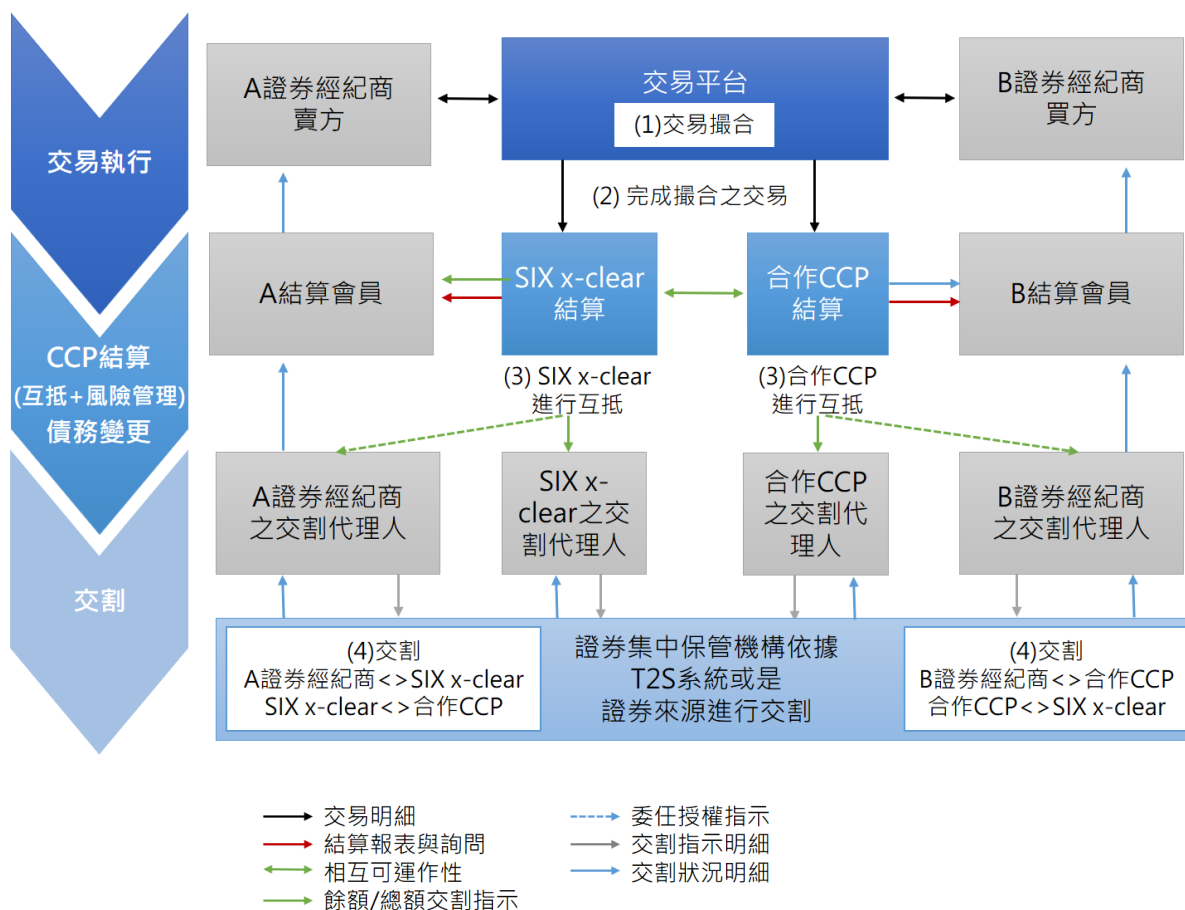 A證券經紀商
賣方
交易平台
(1)交易撮合
B證券經紀商
買方
交易執行
(2) 完成撮合之交易
A結算會員
SIX x-clear
結算
合作CCP
結算
B結算會員
CCP結算
(互抵+風險管理)
債務變更
(3) SIX x-clear
進行互抵
(3)合作CCP
進行互抵
A證券經紀商
之交割代理人
SIX x-
clear之交
割代理人
合作CCP
之交割代
理人
B證券經紀商
之交割代理人
交割
(4)交割
A證券經紀商<>SIX x-clear
SIX x-clear<>合作CCP
證券集中保管機構依據
T2S系統或是
證券來源進行交割
(4)交割
B證券經紀商<>合作CCP
合作CCP<>SIX x-clear
交易明細
結算報表與詢問
相互可運作性
餘額/總額交割指示
委任授權指示
交割指示明細
交割狀況明細